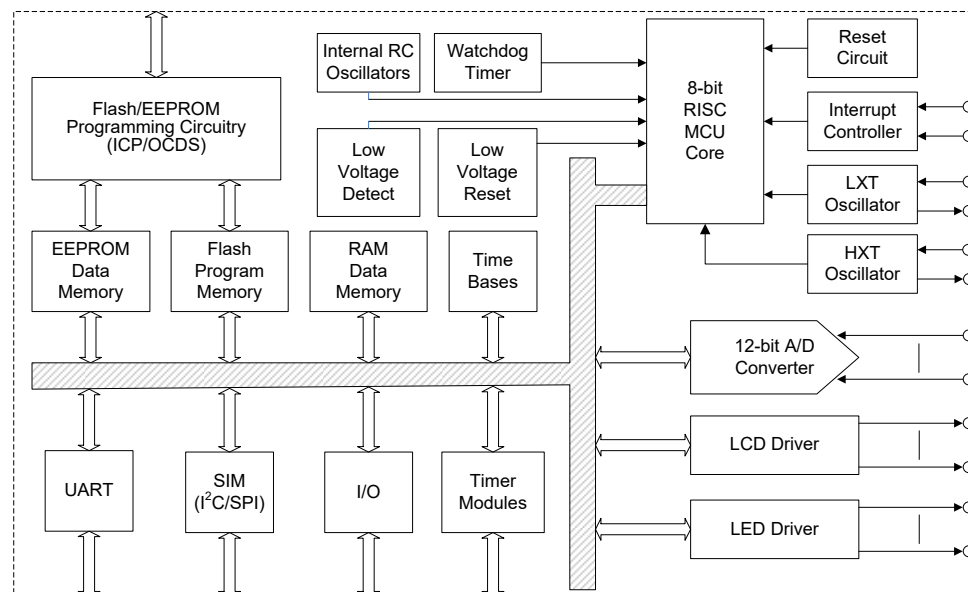 Internal RC
Oscillators
Watchdog
Timer
8-bit
RISC
MCU
Core
Reset
Circuit
Flash/EEPROM
Programming Circuitry
(ICP/OCDS)
Interrupt
Controller
Low
Voltage
Detect
Low
Voltage
Reset
LXT
Oscillator
HXT
Oscillator
EEPROM
Data
Memory
Flash
Program
Memory
RAM
Data
Memory
Time
Bases
12-bit A/D
Converter
LCD Driver
UART
SIM
(I²C/SPI)
I/O
Timer
Modules
LED Driver